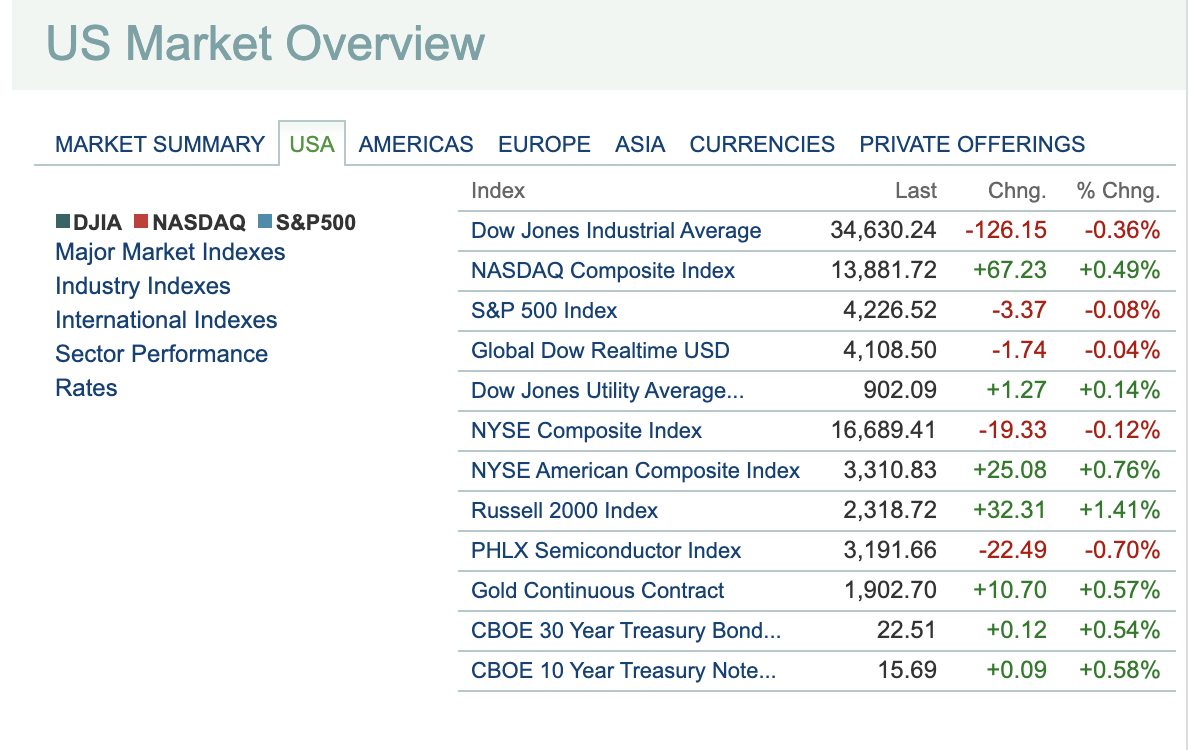 US Market Overview
MARKET SUMMARY USA AMERICAS EUROPE ASIA CURRENCIES PRIVATE OFFERINGS
DJIA NASDAQ S&P500
Major Market Indexes
Industry Indexes
International Indexes
Sector Performance
Rates
Index Last Chng. % Chng.
Dow Jones Industrial Average 34,630.24 -126.15 -0.36%
NASDAQ Composite Index 13,881.72 +67.23 +0.49%
S&P 500 Index 4,226.52 -3.37 -0.08%
Global Dow Realtime USD 4,108.50 -1.74 -0.04%
Dow Jones Utility Average... 902.09 +1.27 +0.14%
NYSE Composite Index 16,689.41 -19.33 -0.12%
NYSE American Composite Index 3,310.83 +25.08 +0.76%
Russell 2000 Index 2,318.72 +32.31 +1.41%
PHLX Semiconductor Index 3,191.66 -22.49 -0.70%
Gold Continuous Contract 1,902.70 +10.70 +0.57%
CBOE 30 Year Treasury Bond... 22.51 +0.12 +0.54%
CBOE 10 Year Treasury Note... 15.69 +0.09 +0.58%